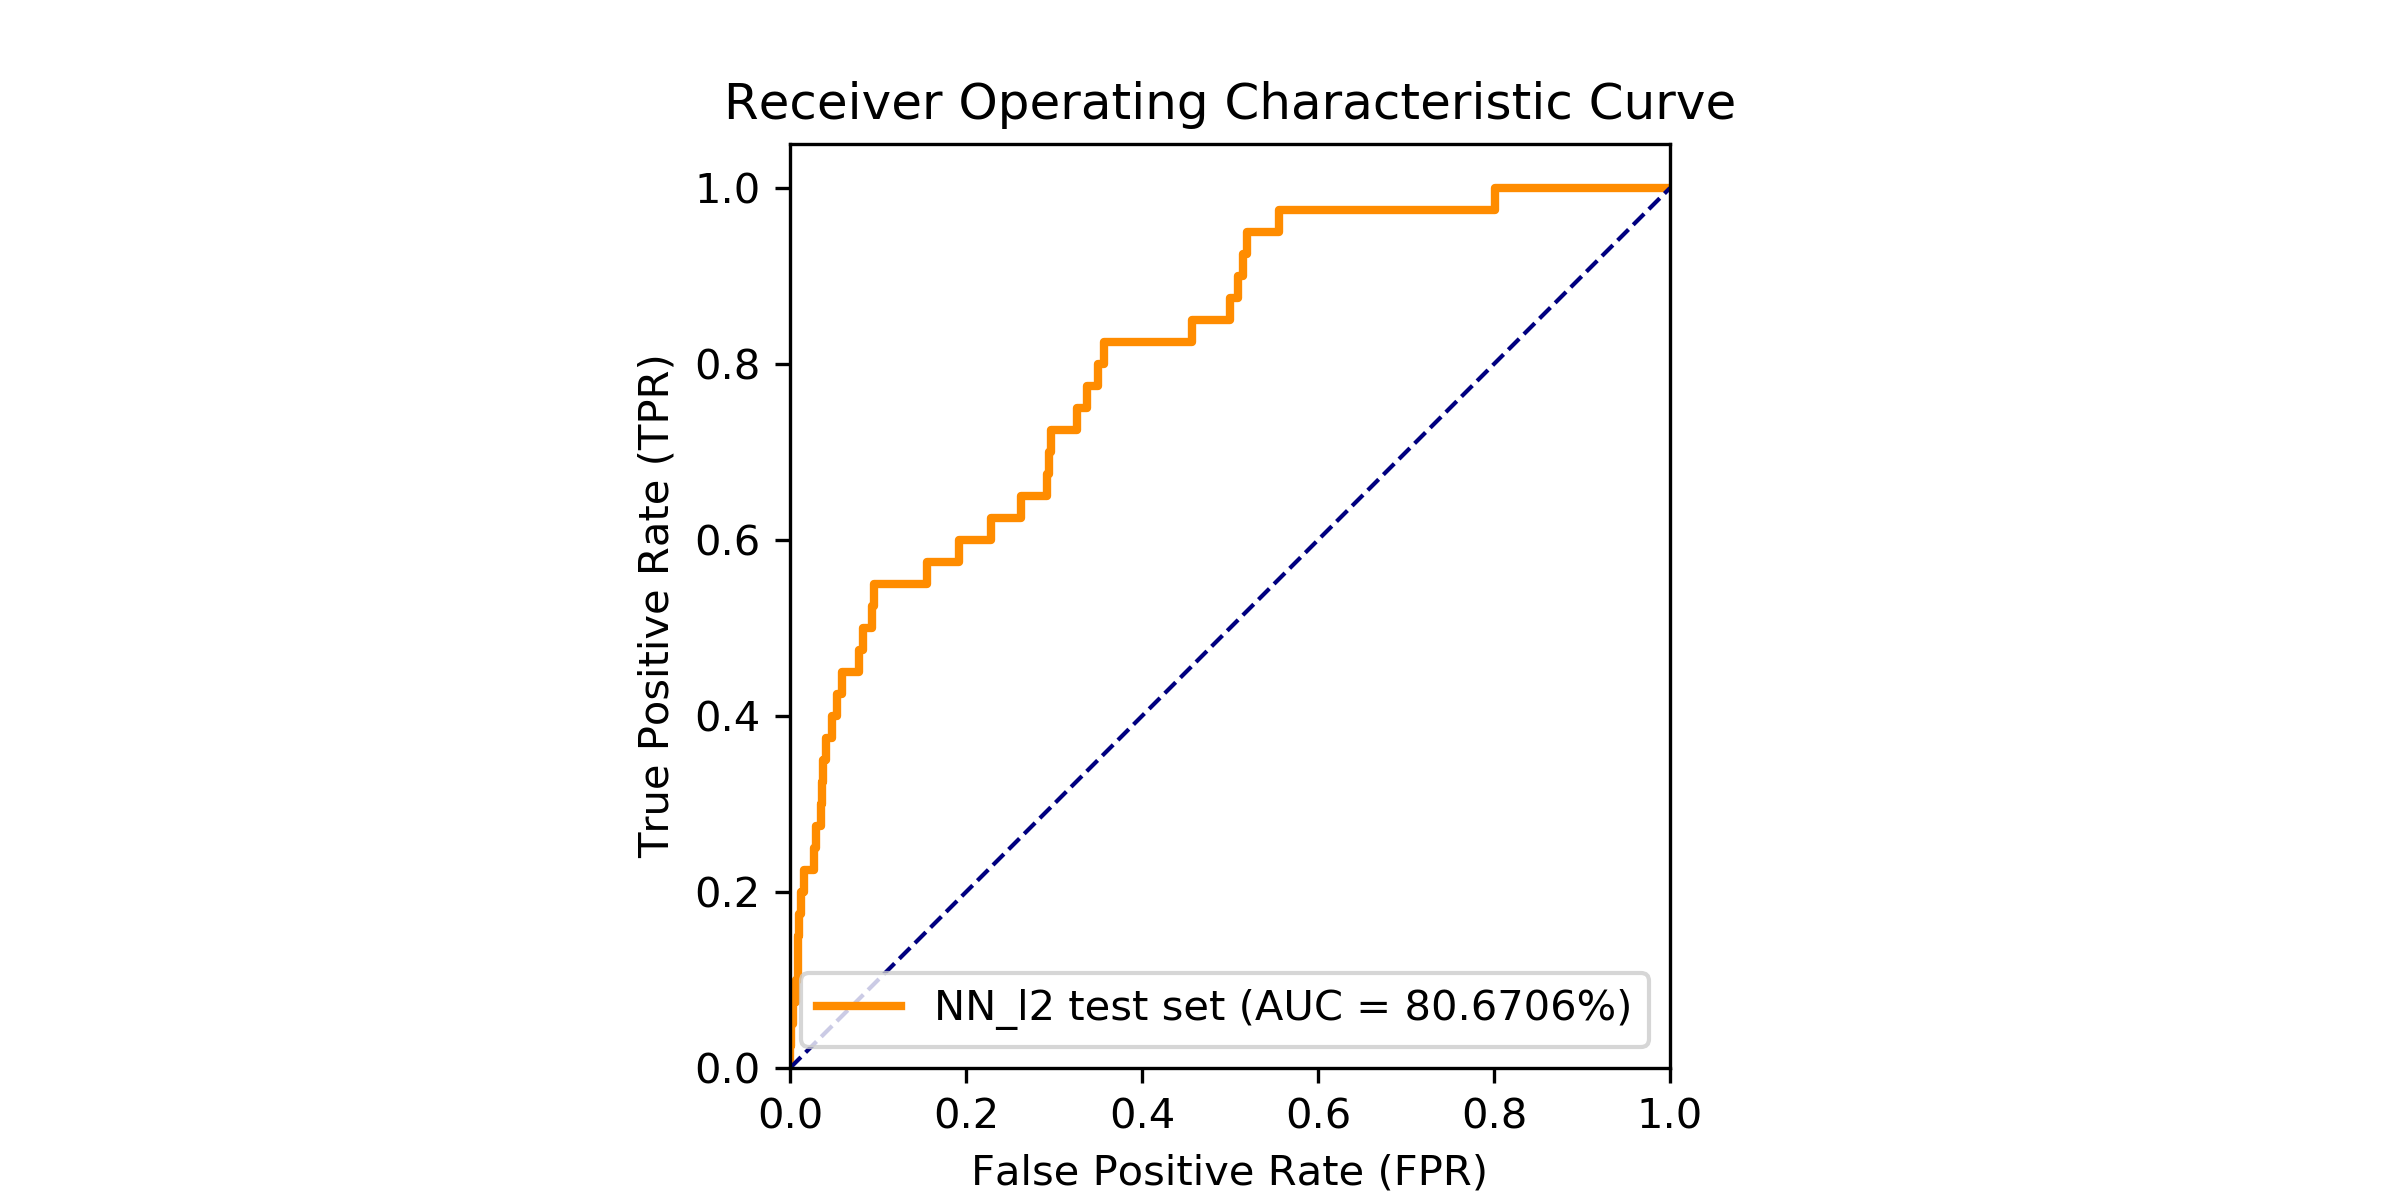 Receiver Operating Characteristic Curve
True Positive Rate (TPR)
1.0
0.8
0.6
0.4
0.2
0.0
NN_l2 test set (AUC = 80.6706%)
0.0 0.2 0.4 0.6 0.8 1.0
False Positive Rate (FPR)